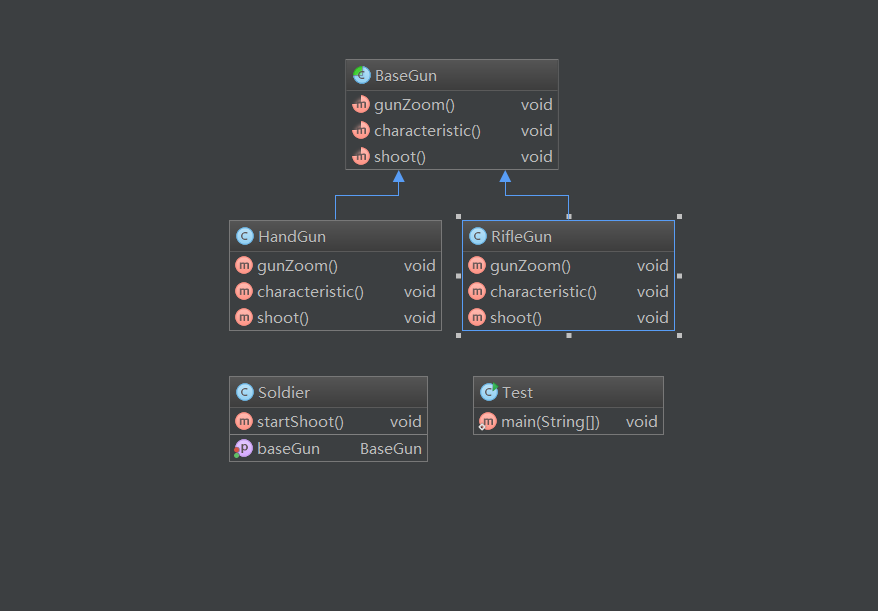 BaseGun
gunZoom() void
characteristic() void
shoot() void
HandGun
gunZoom() void
characteristic() void
shoot() void
RifleGun
gunZoom() void
characteristic() void
shoot() void
Soldier
startShoot() void
baseGun BaseGun
Test
main(String[]) void